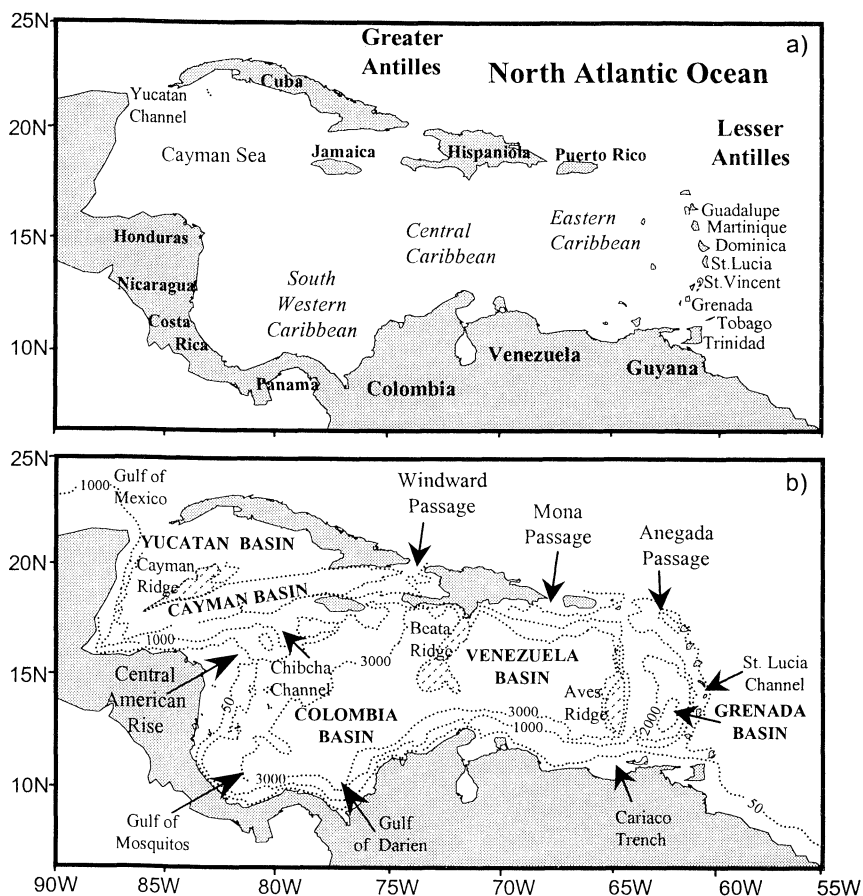 25N
20N
15N
10N
a)
Greater
Antilles
North Atlantic Ocean
Cuba
Yucatan
Channel
Lesser
Antilles
Cayman Sea
Jamaica
Hispaniola
Puerto Rico
Guadalupe
Martinique
Dominica
St.Lucia
St.Vincent
Grenada
Tobago
Trinidad
Honduras
Central
Caribbean
Eastern
Caribbean
Nicaragua
South
Western
Caribbean
Costa
Rica
Panama
Colombia
Venezuela
Guyana
25N
20N
15N
10N
b)
1000
Gulf of
Mexico
Windward
Passage
Mona
Passage
Anegada
Passage
YUCATAN BASIN
Cayman
Ridge
CAYMAN BASIN
1000
Chibcha
Channel
3000
Beata
Ridge
VENEZUELA
BASIN
St. Lucia
Channel
Central
American
Rise
50
COLOMBIA
BASIN
Aves
Ridge
2000
GRENADA
BASIN
3000
1000
3000
50
Gulf of
Mosquitos
Gulf
of Darien
Cariaco
Trench
90W
85W
80W
75W
70W
65W
60W
55W